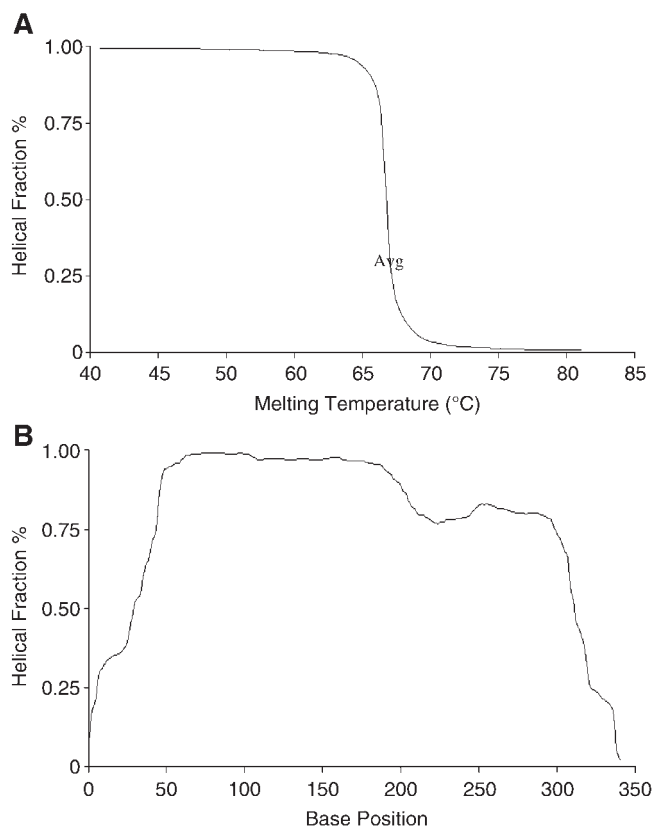 A
Helical Fraction %
1.00
0.75
0.50
0.25
0
Avg
40 45 50 55 60 65 70 75 80 85
Melting Temperature (°C)
B
Helical Fraction %
1.00
0.75
0.50
0.25
0
0 50 100 150 200 250 300 350
Base Position